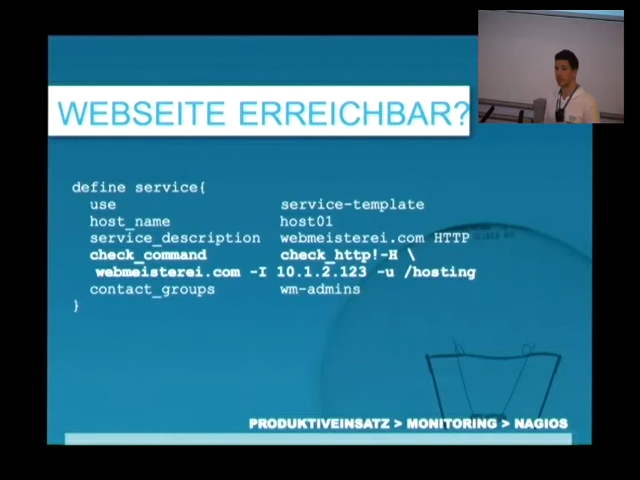 WEBSEITE ERREICHBAR?
define service{
use service-template
host_name host01
service_description webmeisterei.com HTTP
check_command check_http!-H \
webmeisterei.com -I 10.1.2.123 -u /hosting
contact_groups wm-admins
}
PRODUKTIVEINSATZ > MONITORING > NAGIOS